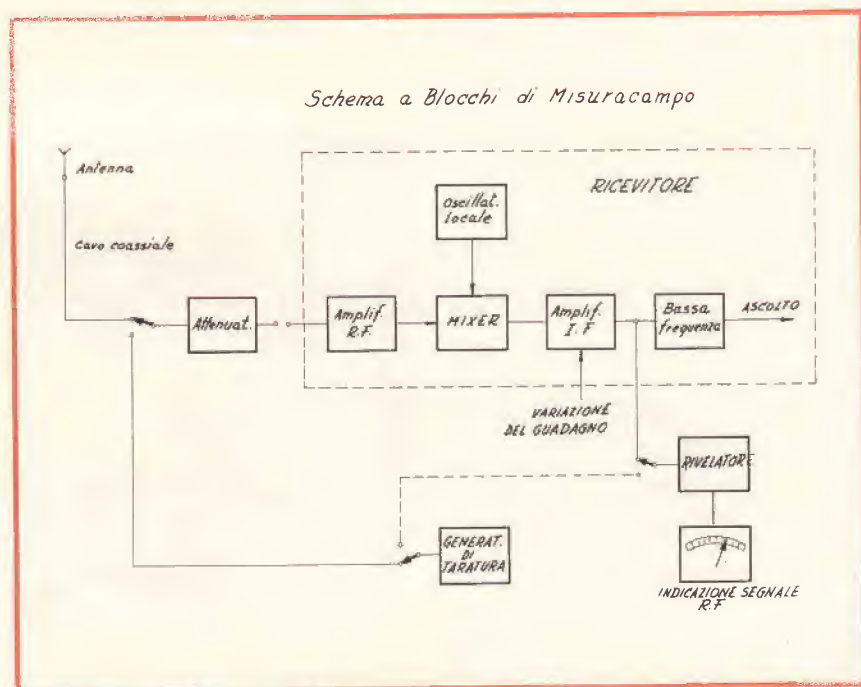 Schema a Blocchi di Misuracampo
Antenna
RICEVITORE
Oscillat.
locale
Cavo coassiale
Attenuat.
Amplif.
R.F.
MIXER
Amplif.
I.F
Bassa
frequenza
ASCOLTO
VARIAZIONE
DEL GUADAGNO
RIVELATORE
GENERAT.
DI
TARATURA
INDICAZIONE SEGNALE
R.F